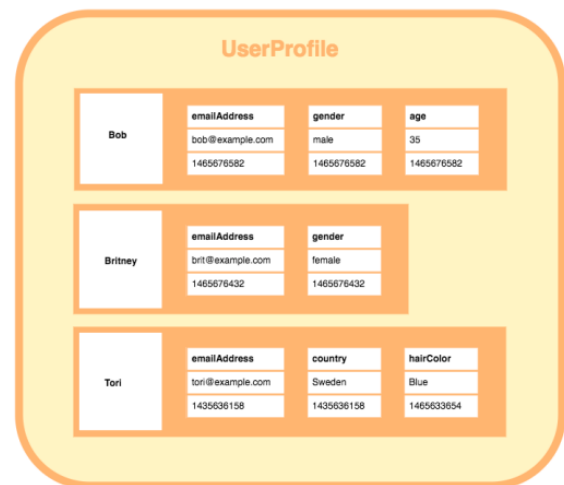 UserProfile
emailAddress gender age
Bob
bob@example.com male 35
1465676582 1465676582 1465676582
emailAddress gender
Britney
brit@example.com female
1465676432 1465676432
emailAddress country hairColor
Tori
tori@example.com Sweden Blue
1435636158 1435636158 1465633654